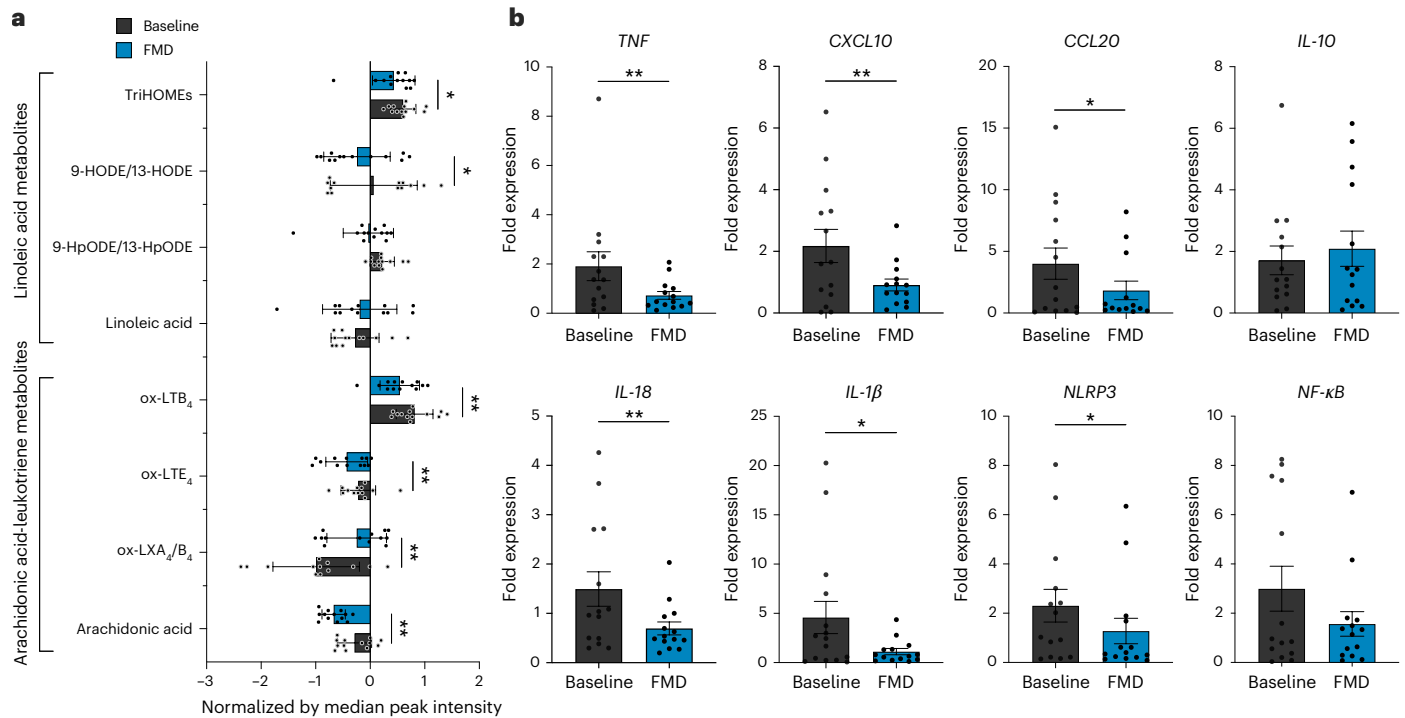 a
Baseline
FMD
Linoleic acid metabolites
TriHOMEs
*
9-HODE/13-HODE
*
9-HpODE/13-HpODE
Linoleic acid
Arachidonic acid-leukotriene metabolites
ox-LTB4
**
ox-LTE4
**
ox-LXA4/B4
**
Arachidonic acid
**
−3 −2 −1 0 1 2
Normalized by median peak intensity
b
TNF
**
Fold expression
10
8
6
4
2
0
Baseline FMD
CXCL10
**
Fold expression
8
6
4
2
0
Baseline FMD
CCL20
*
Fold expression
20
15
10
5
0
Baseline FMD
IL-10
Fold expression
8
6
4
2
0
Baseline FMD
IL-18
**
Fold expression
5
4
3
2
1
0
Baseline FMD
IL-1β
*
Fold expression
25
20
15
10
5
0
Baseline FMD
NLRP3
*
Fold expression
10
8
6
4
2
0
Baseline FMD
NF-κB
Fold expression
10
8
6
4
2
0
Baseline FMD